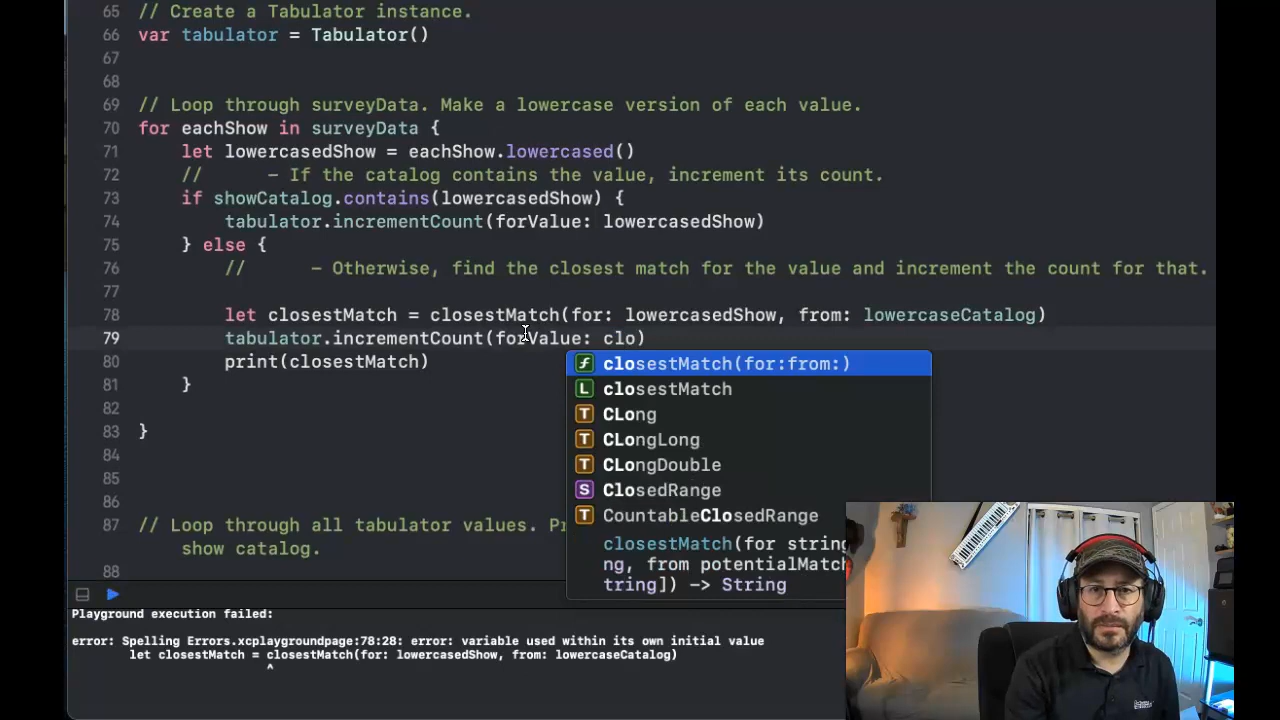 65 // Create a Tabulator instance.
66 var tabulator = Tabulator()
67
68
69 // Loop through surveyData. Make a lowercase version of each value.
70 for eachShow in surveyData {
71 let lowercasedShow = eachShow.lowercased()
72 // - If the catalog contains the value, increment its count.
73 if showCatalog.contains(lowercasedShow) {
74 tabulator.incrementCount(forValue: lowercasedShow)
75 } else {
76 // - Otherwise, find the closest match for the value and increment the count for that.
77
78 let closestMatch = closestMatch(for: lowercasedShow, from: lowercaseCatalog)
79 tabulator.incrementCount(forValue: clo)
80 print(closestMatch)
81 }
82
83 }
84
85
86
87 // Loop through all tabulator values. Pr
show catalog.
88
f closestMatch(for:from:)
L closestMatch
T CLong
T CLongLong
T CLongDouble
S ClosedRange
T CountableClosedRange
closestMatch(for string
ng, from potentialMatch
tring]) -> String
Playground execution failed:
error: Spelling Errors.xcplaygroundpage:78:28: error: variable used within its own initial value
let closestMatch = closestMatch(for: lowercasedShow, from: lowercaseCatalog)
^